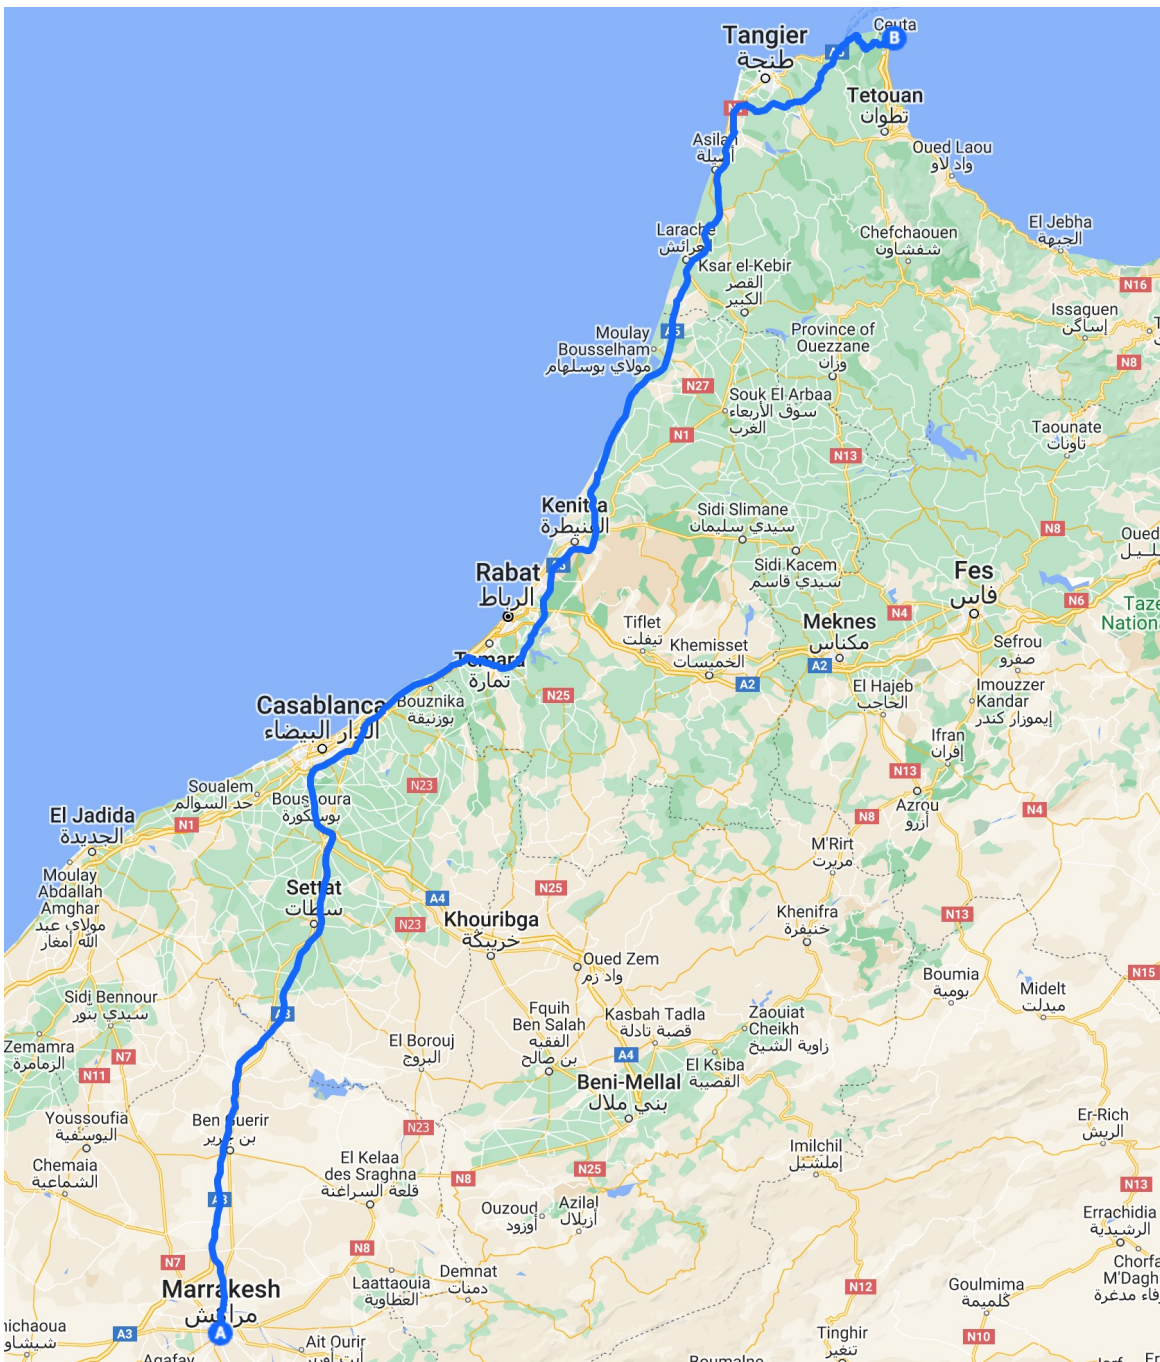 Ceuta
B
Tangier
طنجة
Tetouan
تطوان
Asilah
أصيلة
Oued Laou
واد لاو
El Jebha
الجبهة
Larache
العرائش
Chefchaouen
شفشاون
Ksar el-Kebir
القصر
الكبير
N16
Issaguen
إساگن
A5
Moulay
Bousselham
مولاي بوسلهام
Province of
Ouezzane
وزان
N8
N27
Souk El Arbaa
سوق الأربعاء
الغرب
N1
Taounate
تاونات
N13
Kenitra
القنيطرة
Sidi Slimane
سيدي سليمان
N8
Oued
Sidi Kacem
سيدي قاسم
Rabat
الرباط
Fes
فاس
N6
N4
Taze
Nationa
Tiflet
تيفلت
Meknes
مكناس
Khemisset
الخميسات
Sefrou
صفرو
A2
A2
Temara
تمارة
El Hajeb
الحاجب
Imouzzer
Kandar
إيموزار كندر
N25
Bouznika
بوزنيقة
Casablanca
الدار البيضاء
Ifran
إفران
N13
Soualem
حد السوالم
N23
Bouskoura
بوسكورة
Azrou
أزرو
N4
El Jadida
الجديدة
N1
N8
M'Rirt
مريرت
Moulay
Abdallah
Amghar
مولاي عبد
الله أمغار
Settat
سطات
N25
A4
Khouribga
خريبكة
N23
Khenifra
خنيفرة
N13
Oued Zem
واد زم
Boumia
بومية
N15
Midelt
ميدلت
Sidi Bennour
سيدي بنور
A3
Fquih
Ben Salah
الفقيه
بن صالح
Kasbah Tadla
قصبة تادلة
Zaouiat
Cheikh
زاوية الشيخ
Zemamra
الزمامرة
N7
N11
El Borouj
البروج
A4
El Ksiba
القصيبة
Beni-Mellal
بني ملال
Youssoufia
اليوسفية
Ben Guerir
بن جرير
N23
Er-Rich
الريش
Imilchil
إملشيل
Chemaia
الشماعية
El Kelaa
des Sraghna
قلعة السراغنة
N8
N25
N13
A3
Ouzoud
أوزود
Azilal
أزيلال
Errachidia
الرشيدية
N7
N8
Marrakesh
مراكش
Laattaouia
العطاوية
Demnat
دمنات
Chorfa
M'Dagh
N12
Goulmima
كلميمة
A
A3
nichaoua
Ait Ourir
Tinghir
تنغير
N10
Agafay
Boumalne